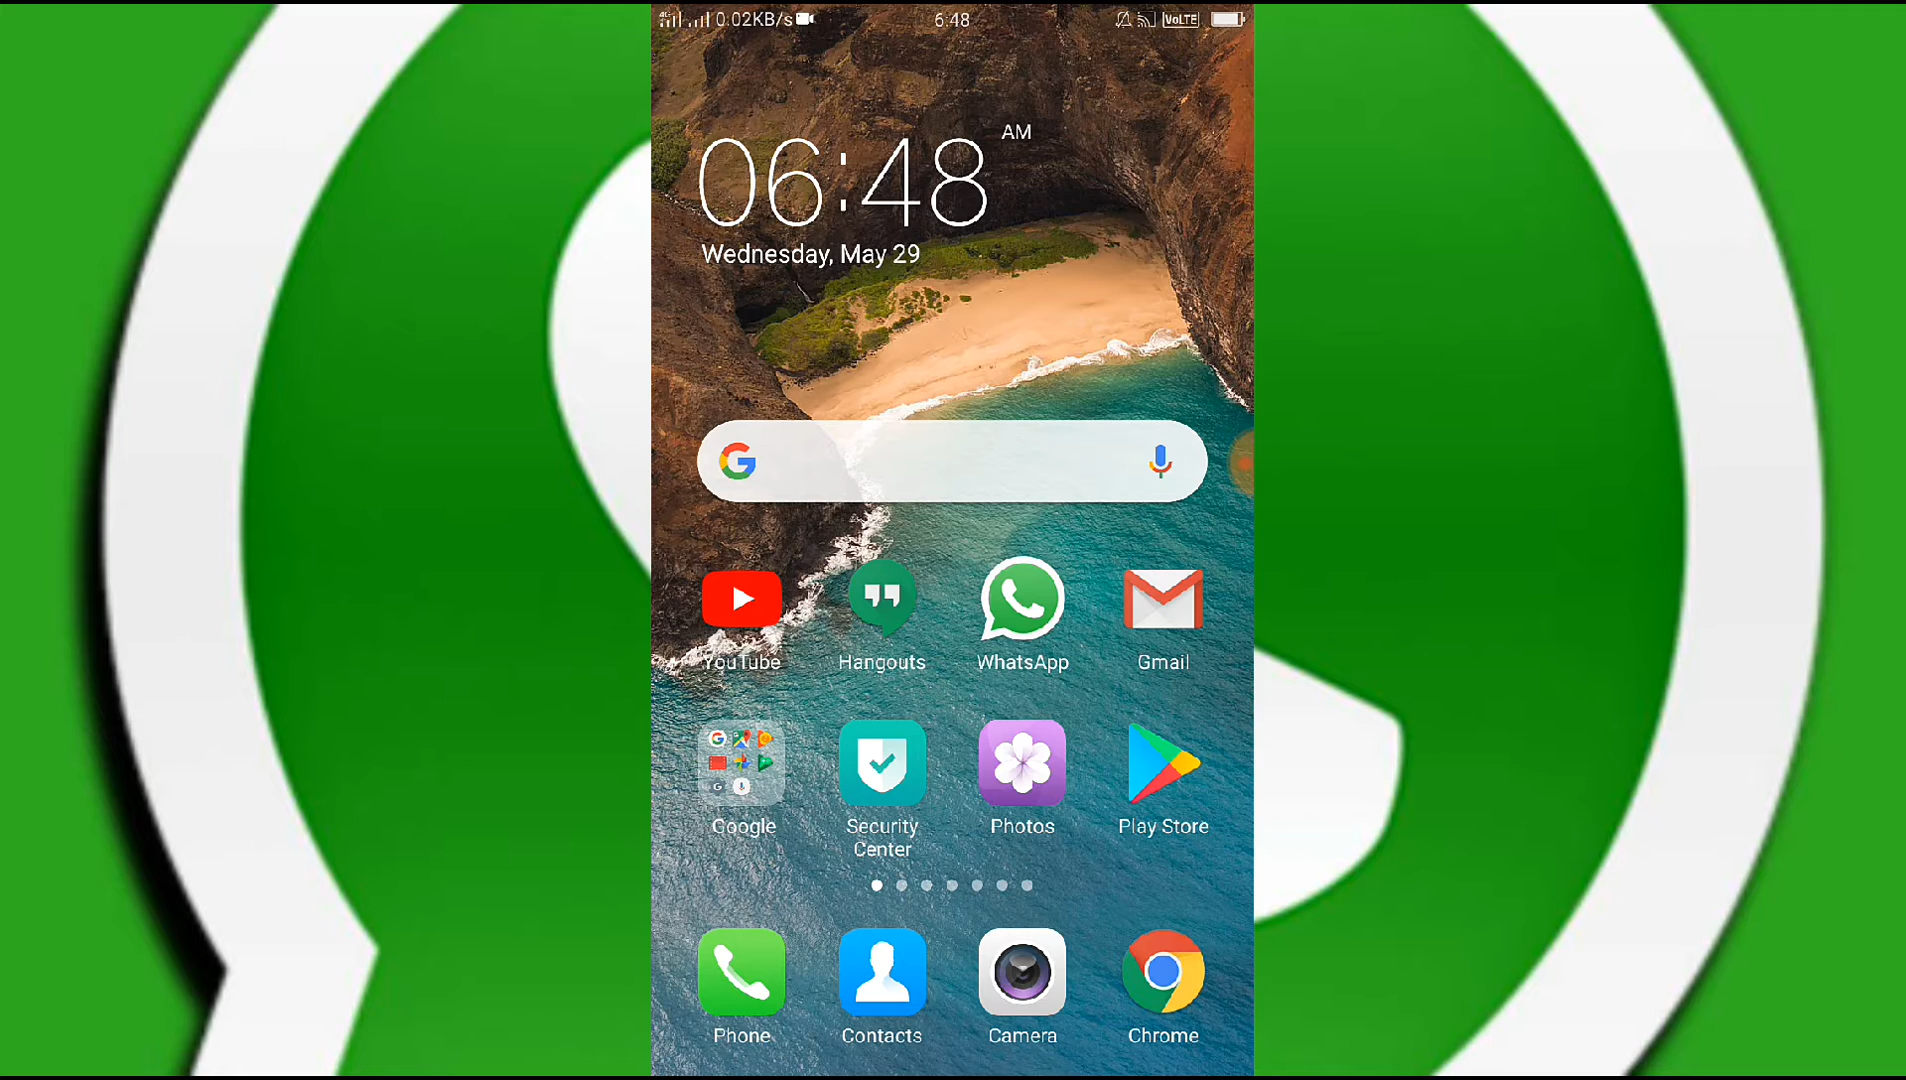 4G 0.02KB/s 6:48 VoLTE
06:48 AM
Wednesday, May 29
G
YouTube Hangouts WhatsApp Gmail
Google Security Center Photos Play Store
Phone Contacts Camera Chrome